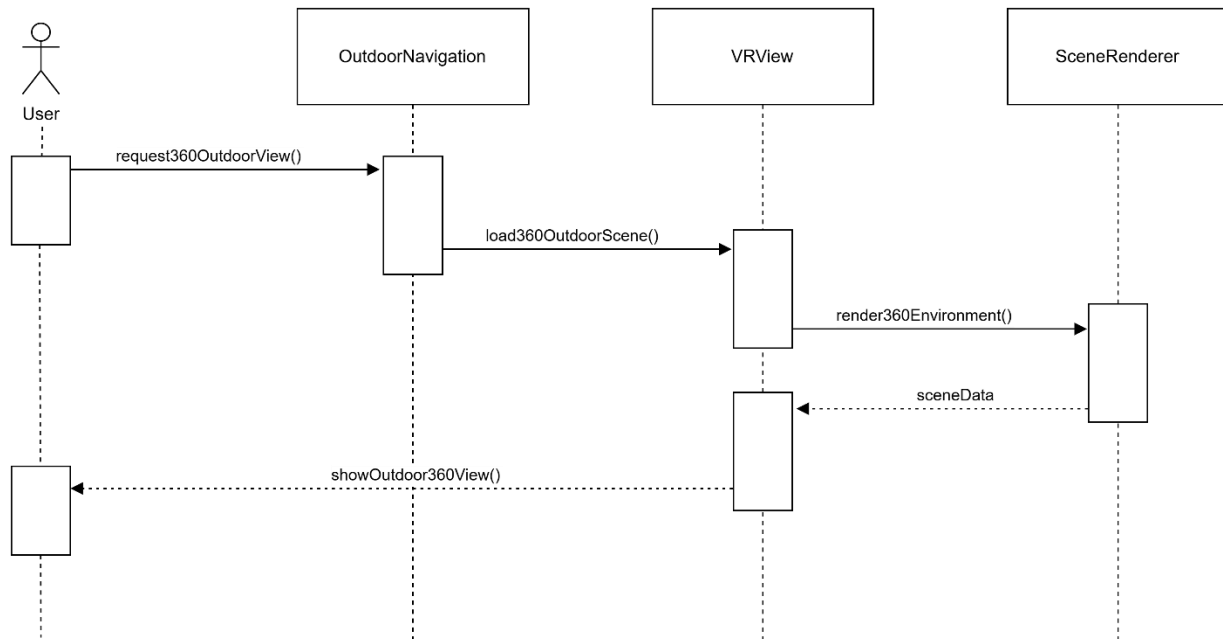 OutdoorNavigation
VRView
SceneRenderer
User
request360OutdoorView()
load360OutdoorScene()
render360Environment()
sceneData
showOutdoor360View()